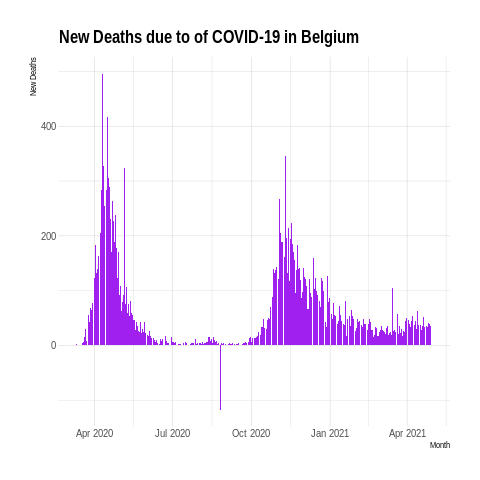 New Deaths due to of COVID-19 in Belgium
New Deaths
400
200
0
Apr 2020 Jul 2020 Oct 2020 Jan 2021 Apr 2021
Month